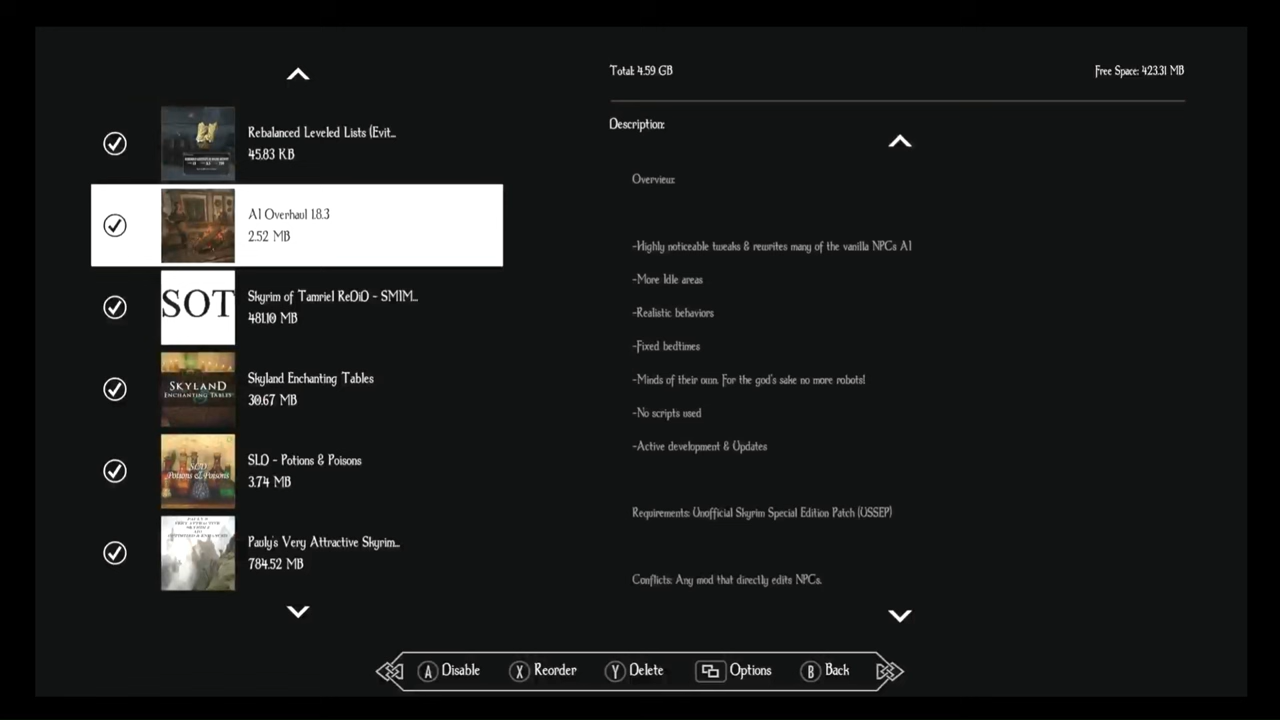 Total: 4.59 GB
Free Space: 423.31 MB
Description:
Rebalanced Leveled Lists (Evit...
45.83 KB
AI Overhaul 1.8.3
2.52 MB
SOT
Skyrim of Tamriel ReDiD - SMIM...
481.10 MB
SKYLAND
ENCHANTING TABLES
Skyland Enchanting Tables
30.67 MB
SLO
Potions & Poisons
SLO - Potions & Poisons
3.74 MB
Pauly's Very Attractive Skyrim...
784.52 MB
Overview:
-Highly noticeable tweaks & rewrites many of the vanilla NPCs AI
-More Idle areas
-Realistic behaviors
-Fixed bedtimes
-Minds of their own. For the god's sake no more robots!
-No scripts used
-Active development & Updates
Requirements: Unofficial Skyrim Special Edition Patch (USSEP)
Conflicts: Any mod that directly edits NPCs.
A Disable
X Reorder
Y Delete
Options
B Back